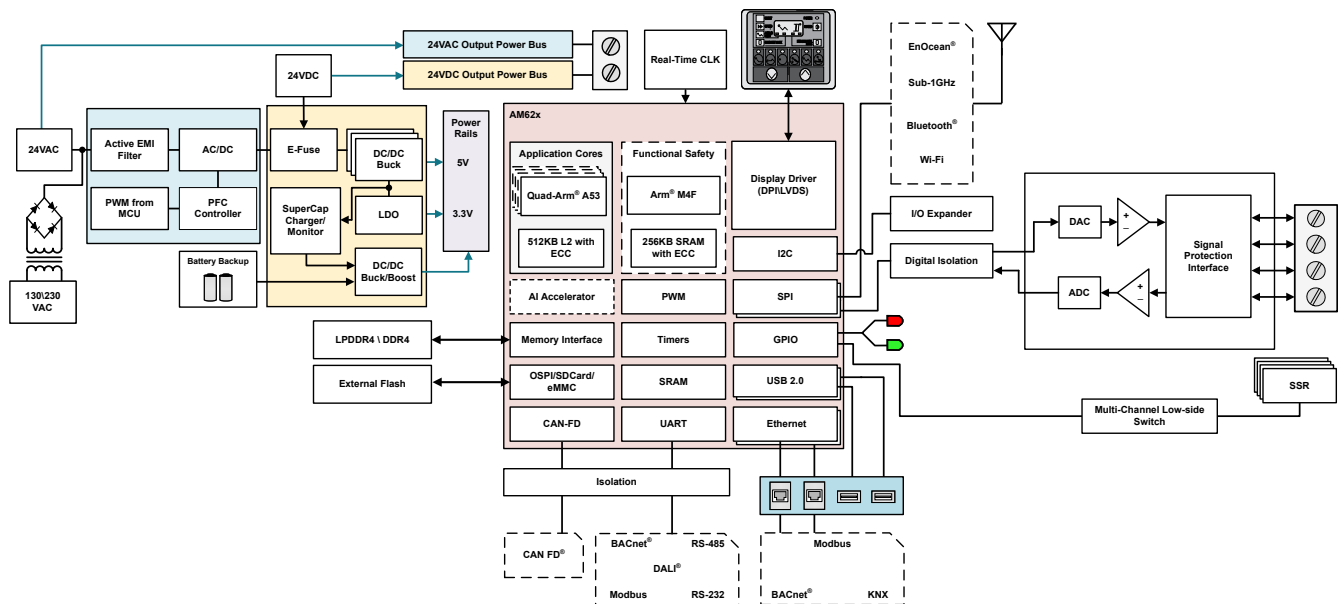 24VAC Output Power Bus
24VDC Output Power Bus
24VDC
Real-Time CLK
EnOcean®
Sub-1GHz
Bluetooth®
Wi-Fi
24VAC
Active EMI
Filter
AC/DC
PWM from
MCU
PFC
Controller
E-Fuse
DC/DC
Buck
SuperCap
Charger/
Monitor
LDO
DC/DC
Buck/Boost
Power
Rails
5V
3.3V
Battery Backup
130\230
VAC
AM62x
Application Cores
Quad-Arm® A53
512KB L2 with
ECC
Functional Safety
Arm® M4F
256KB SRAM
with ECC
Display Driver
(DPI\LVDS)
I2C
AI Accelerator
PWM
SPI
Memory Interface
Timers
GPIO
OSPI/SDCard/
eMMC
SRAM
USB 2.0
CAN-FD
UART
Ethernet
LPDDR4 \ DDR4
External Flash
I/O Expander
Digital Isolation
DAC
+
–
ADC
+
–
Signal
Protection
Interface
SSR
Multi-Channel Low-side
Switch
Isolation
CAN FD®
BACnet® RS-485
DALI®
Modbus RS-232
Modbus
BACnet® KNX